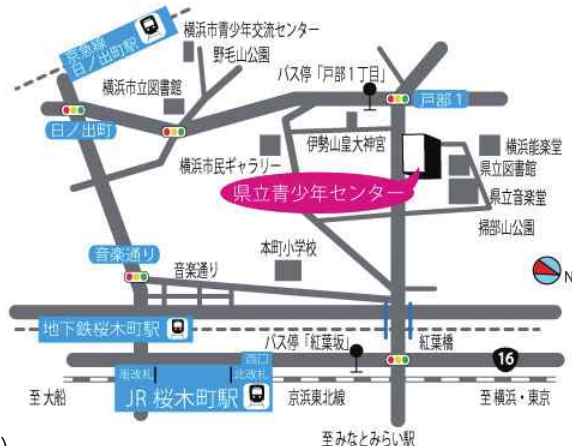 京急線
日ノ出町駅
横浜市青少年交流センター
野毛山公園
バス停「戸部1丁目」
横浜市立図書館
戸部1
日ノ出町
伊勢山皇大神宮
横浜能楽堂
横浜市民ギャラリー
県立図書館
県立青少年センター
県立音楽堂
掃部山公園
本町小学校
音楽通り
音楽通り
N
地下鉄桜木町駅
バス停「紅葉坂」
紅葉橋
16
西口
南改札
北改札
至大船
JR 桜木町駅
京浜東北線
至横浜・東京
至みなとみらい駅
)